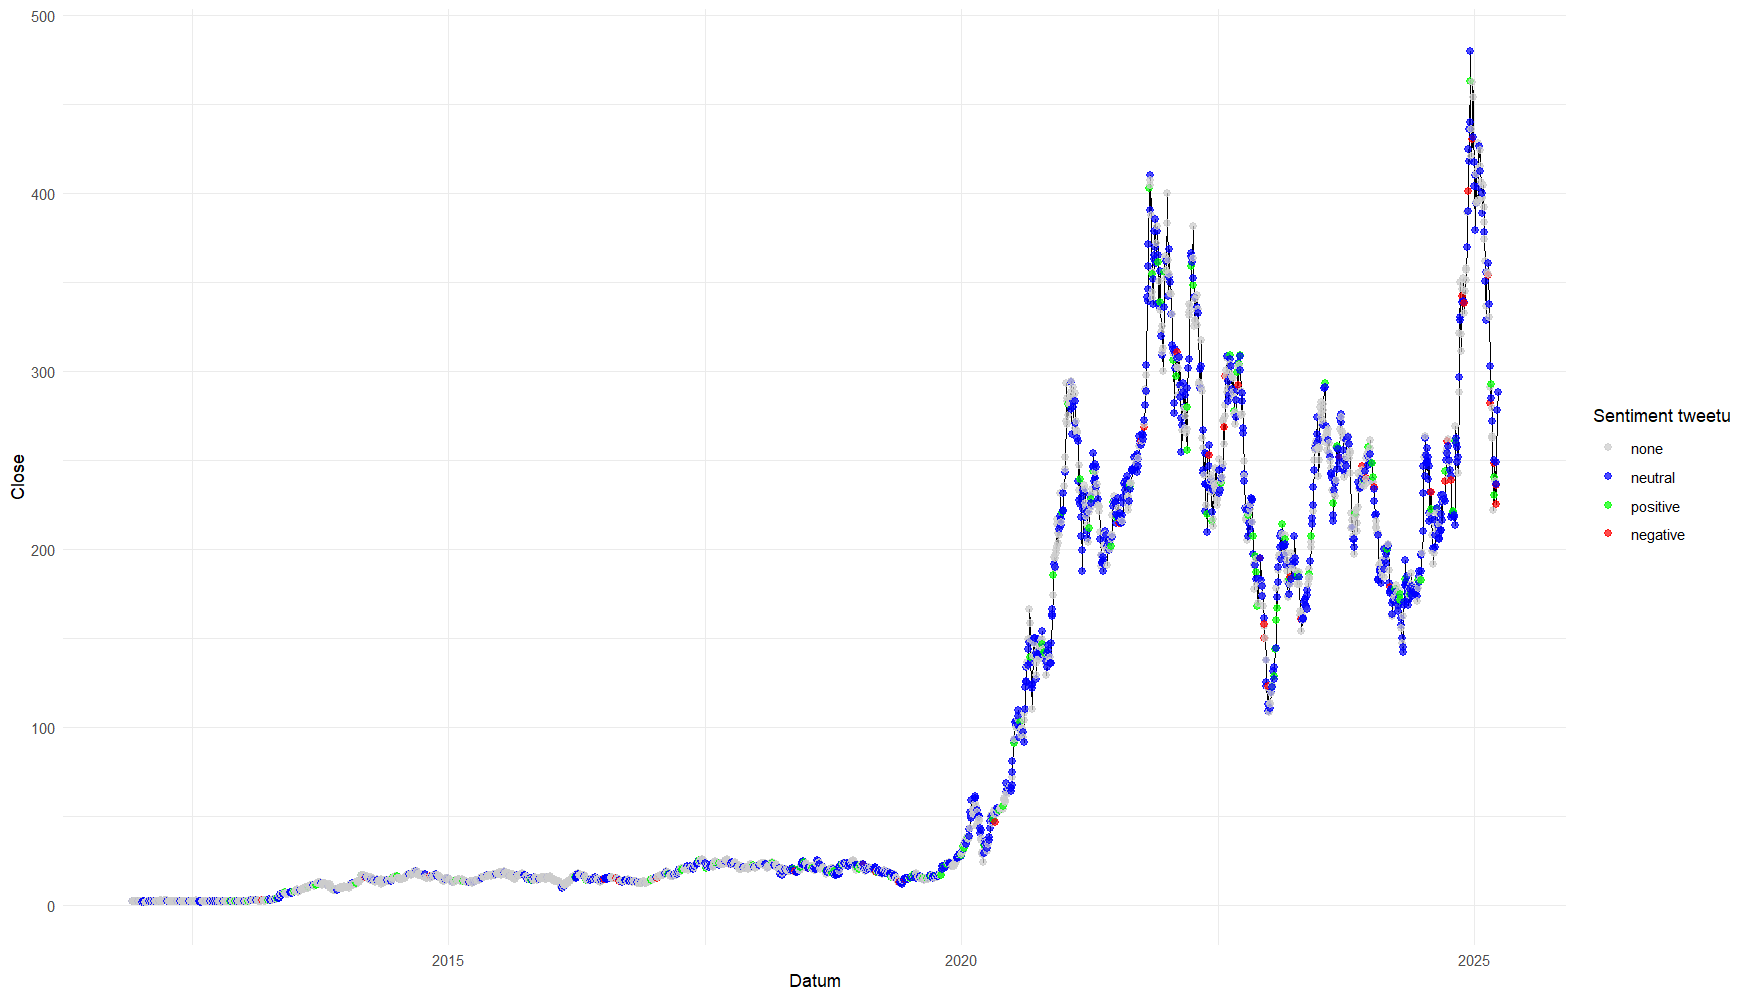 500
400
300
200
100
0
Close
2015
2020
2025
Datum
Sentiment tweetu
none
neutral
positive
negative